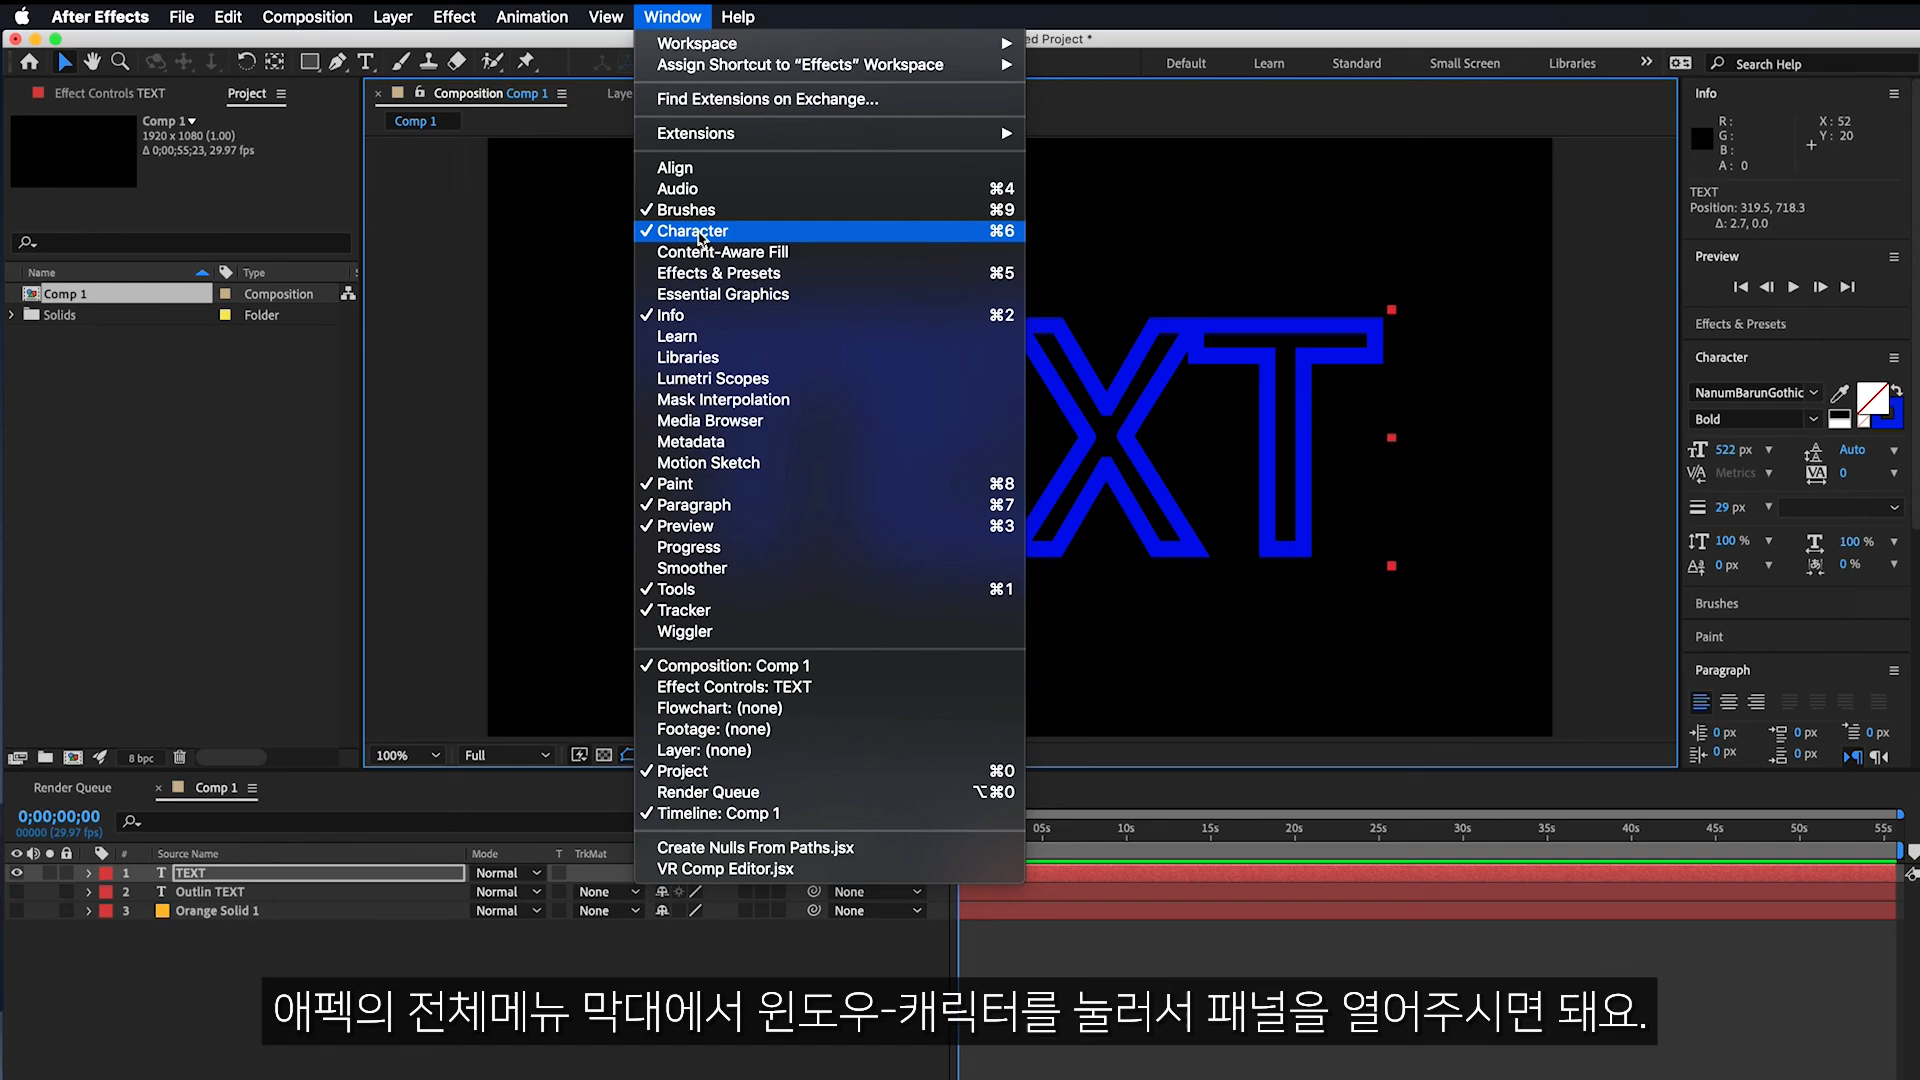 After Effects File Edit Composition Layer Effect Animation View Window Help
ed Project *
Default Learn Standard Small Screen Libraries Search Help
Effect Controls TEXT Project
Composition Comp 1 Laye
Comp 1
Comp 1
1920 x 1080 (1.00)
Δ 0;00;55;23, 29.97 fps
Name Type
Comp 1 Composition
Solids Folder
8 bpc
100% Full
Workspace
Assign Shortcut to “Effects” Workspace
Find Extensions on Exchange...
Extensions
Align
Audio ⌘4
✓ Brushes ⌘9
✓ Character ⌘6
Content-Aware Fill
Effects & Presets ⌘5
Essential Graphics
✓ Info ⌘2
Learn
Libraries
Lumetri Scopes
Mask Interpolation
Media Browser
Metadata
Motion Sketch
✓ Paint ⌘8
✓ Paragraph ⌘7
✓ Preview ⌘3
Progress
Smoother
✓ Tools ⌘1
✓ Tracker
Wiggler
✓ Composition: Comp 1
Effect Controls: TEXT
Flowchart: (none)
Footage: (none)
Layer: (none)
✓ Project ⌘0
Render Queue ⌥⌘0
✓ Timeline: Comp 1
Create Nulls From Paths.jsx
VR Comp Editor.jsx
XT
Info
R: X: 52
G: Y: 20
B:
A: 0
TEXT
Position: 319.5, 718.3
Δ: 2.7, 0.0
Preview
Effects & Presets
Character
NanumBarunGothic
Bold
522 px Auto
Metrics 0
29 px
100 % 100 %
0 px 0 %
Brushes
Paint
Paragraph
0 px 0 px 0 px
0 px 0 px
Render Queue Comp 1
0;00;00;00
00000 (29.97 fps)
05s 10s 15s 20s 25s 30s 35s 40s 45s 50s 55s
# Source Name Mode T TrkMat
1 T TEXT Normal
2 T Outlin TEXT Normal None None
3 Orange Solid 1 Normal None None
애펙의 전체메뉴 막대에서 윈도우-캐릭터를 눌러서 패널을 열어주시면 돼요.